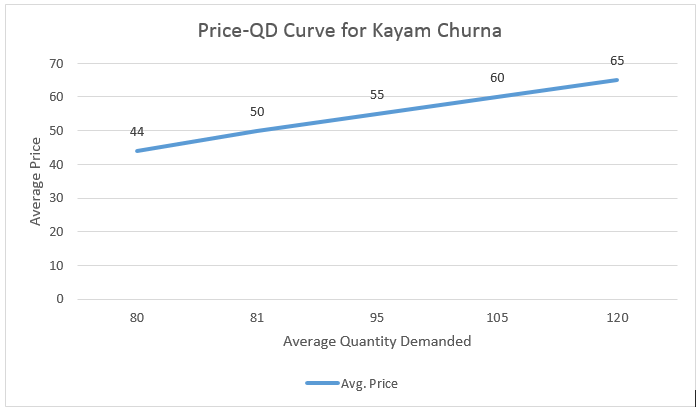 Price-QD Curve for Kayam Churna
70
60
50
40
30
20
10
0
44
50
55
60
65
Average Price
80 81 95 105 120
Average Quantity Demanded
Avg. Price